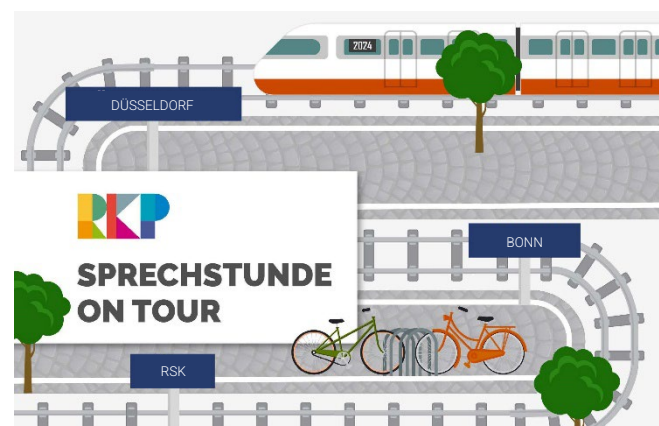 2024
DÜSSELDORF
RKP
BONN
SPRECHSTUNDE
ON TOUR
RSK